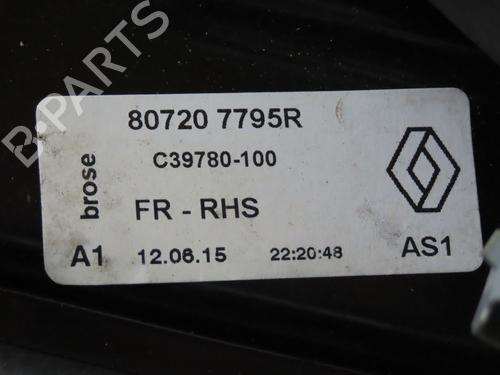 80720 7795R
brose
C39780-100
FR - RHS
A1 12.06.15 22:20:48 AS1
B-PARTS